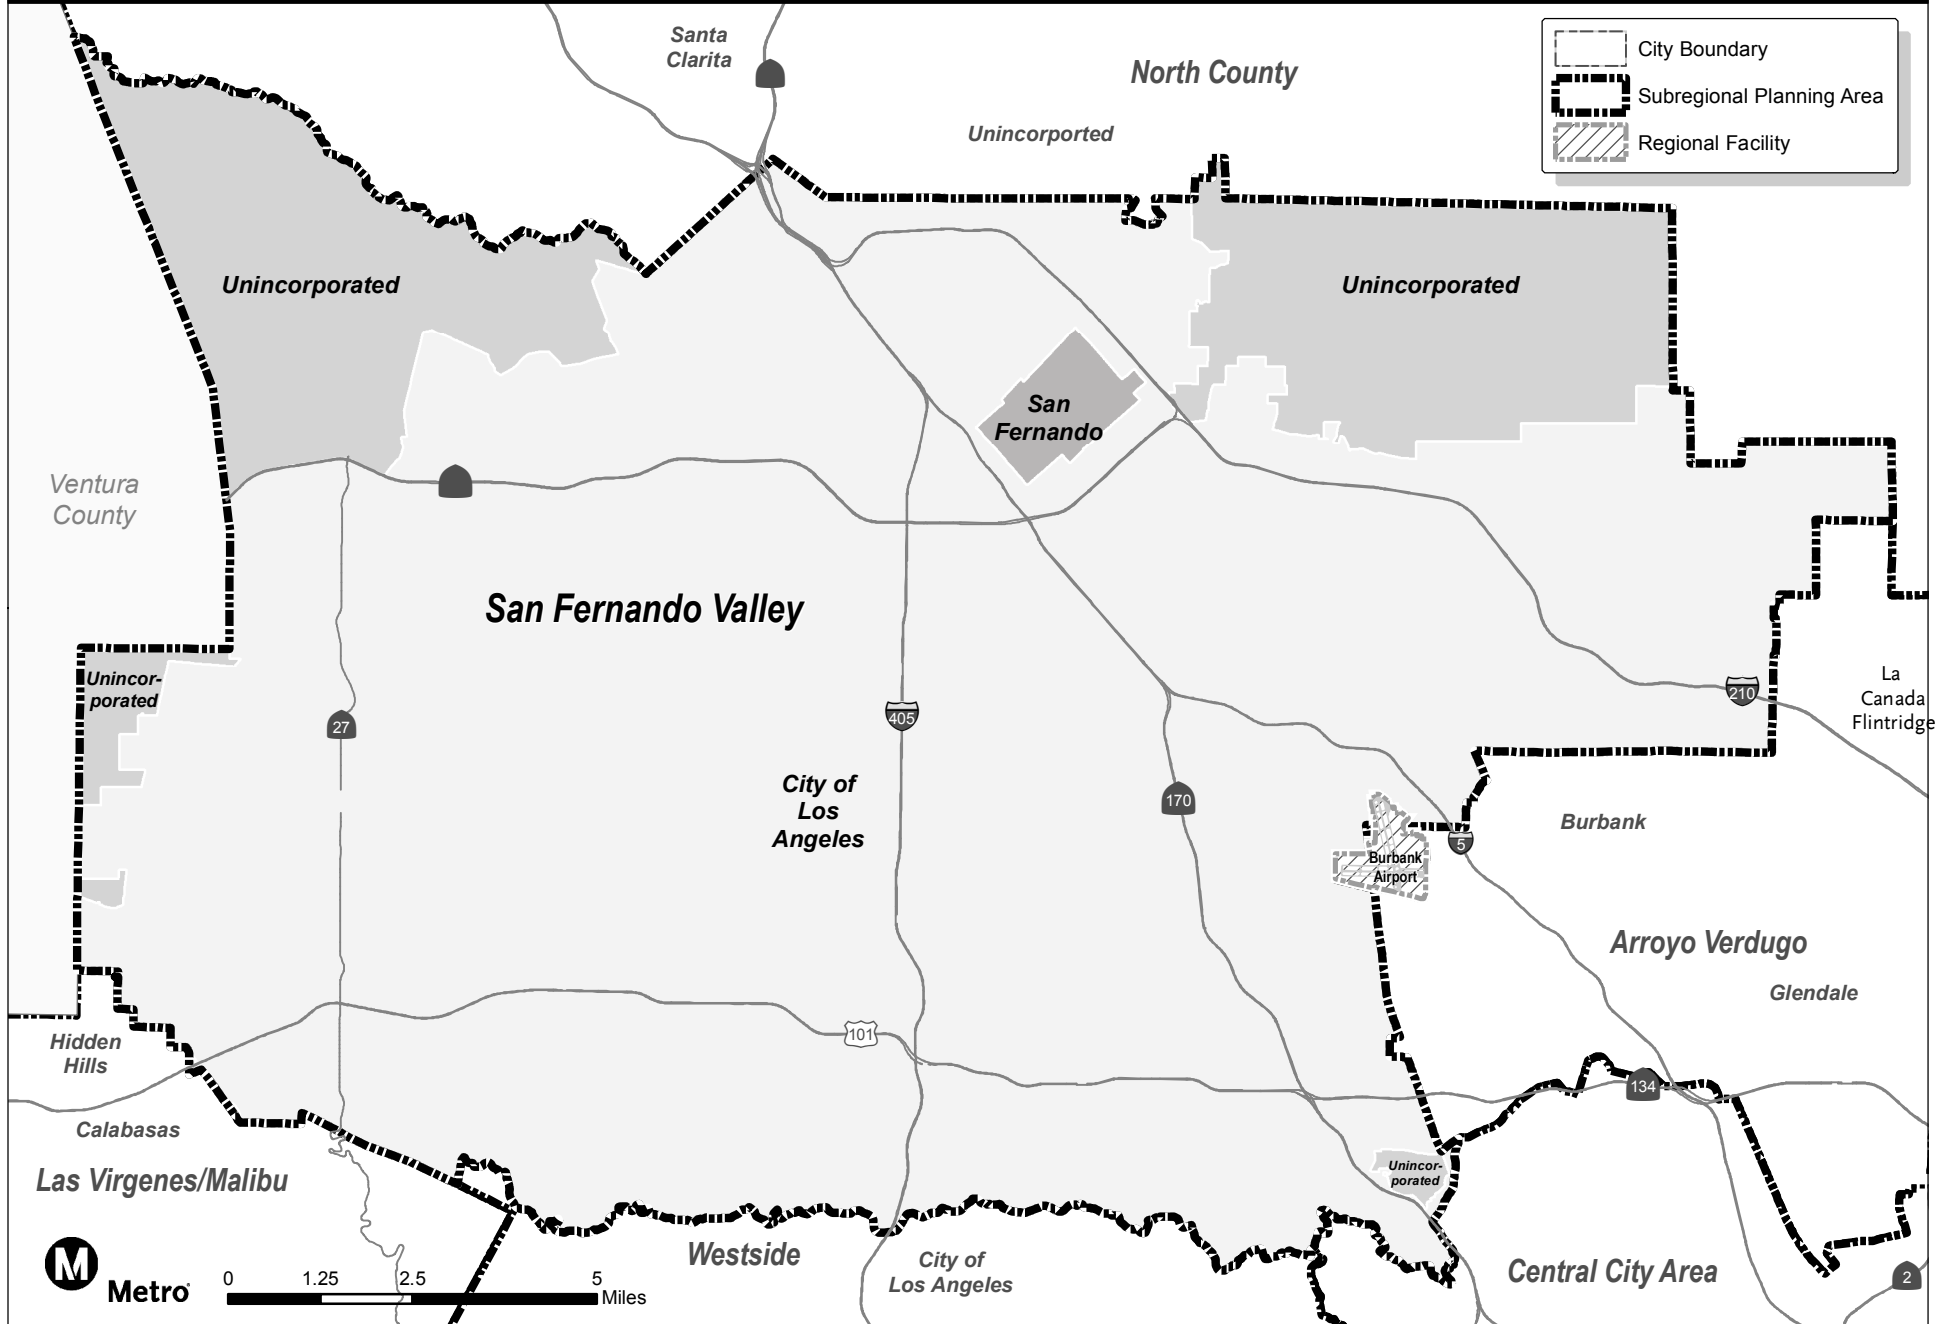 Santa
Clarita
North County
Unincorported
City Boundary
Subregional Planning Area
Regional Facility
Unincorporated
Unincorporated
San
Fernando
Ventura
County
San Fernando Valley
Unincor-
porated
27
405
210
La
Canada
Flintridge
City of
Los
Angeles
170
5
Burbank
Burbank
Airport
Arroyo Verdugo
Glendale
101
Hidden
Hills
134
Calabasas
Las Virgenes/Malibu
Unincor-
porated
Westside
City of
Los Angeles
Central City Area
2
M
Metro
0 1.25 2.5 5
Miles